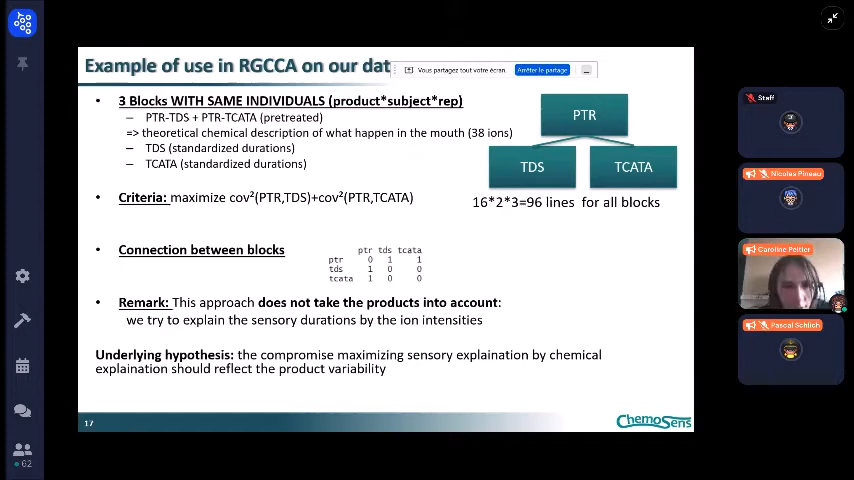 Example of use in RGCCA on our dat
Vous partagez tout votre écran.
Arrêter le partage
...
• 3 Blocks WITH SAME INDIVIDUALS (product*subject*rep)
– PTR-TDS + PTR-TCATA (pretreated)
=> theoretical chemical description of what happen in the mouth (38 ions)
– TDS (standardized durations)
– TCATA (standardized durations)
PTR
TDS
TCATA
16*2*3=96 lines for all blocks
• Criteria: maximize cov²(PTR,TDS)+cov²(PTR,TCATA)
• Connection between blocks
ptr tds tcata
ptr 0 1 1
tds 1 0 0
tcata 1 0 0
• Remark: This approach does not take the products into account:
we try to explain the sensory durations by the ion intensities
Underlying hypothesis: the compromise maximizing sensory explaination by chemical
explaination should reflect the product variability
17
CHEMOSENS
Staff
Nicolas Pineau
Caroline Peltier
Pascal Schlich
62